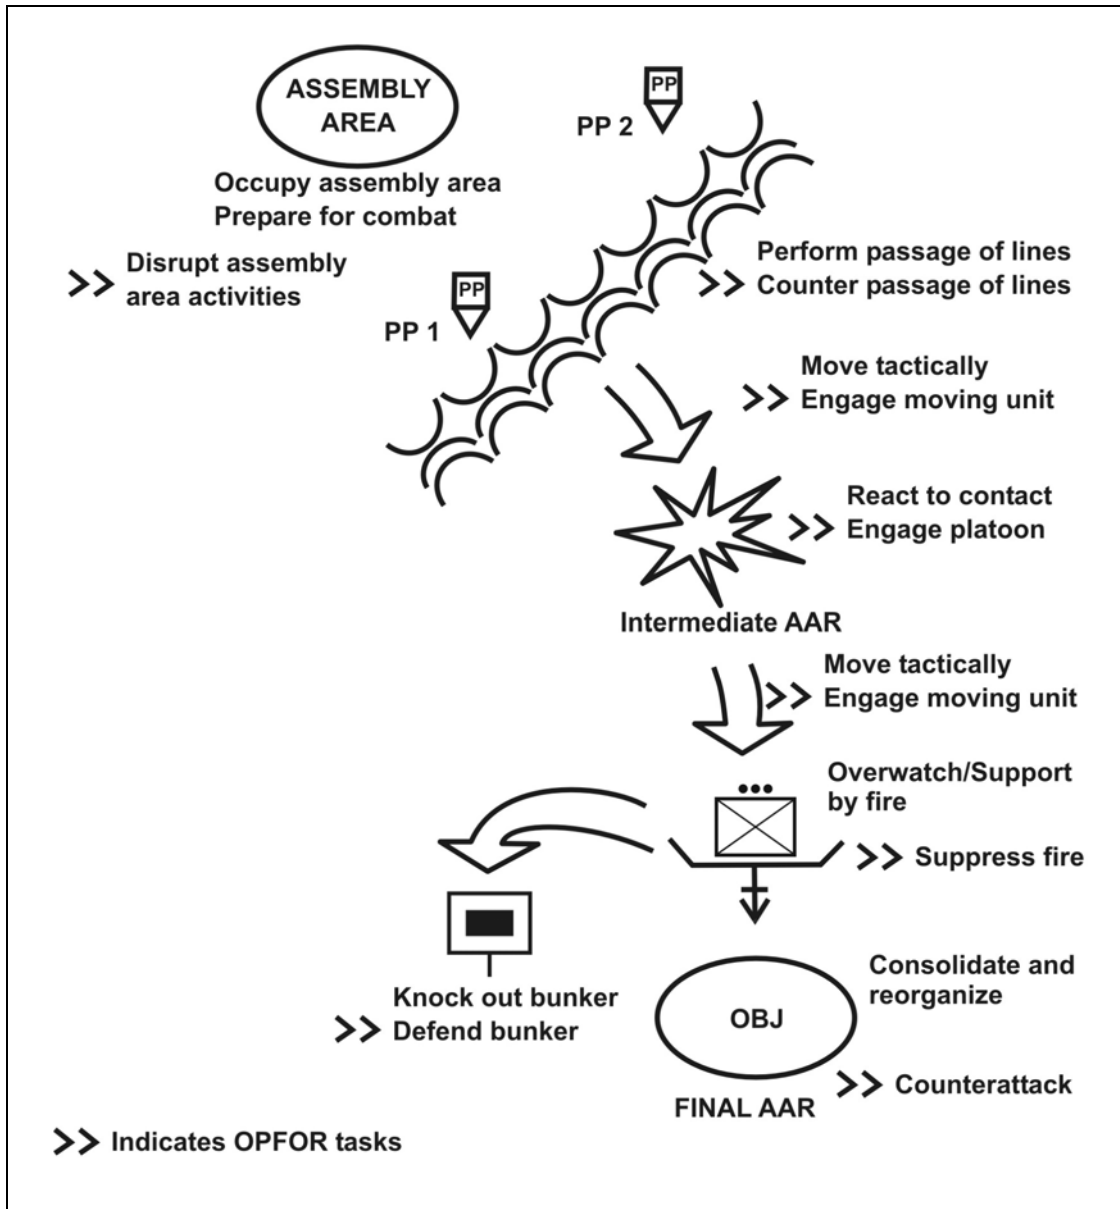 ASSEMBLY
AREA
Occupy assembly area
Prepare for combat
>> Disrupt assembly
area activities
PP
PP 2
PP
PP 1
Perform passage of lines
>> Counter passage of lines
Move tactically
>> Engage moving unit
React to contact
>> Engage platoon
Intermediate AAR
Move tactically
>> Engage moving unit
Overwatch/Support
by fire
>> Suppress fire
Knock out bunker
>> Defend bunker
Consolidate and
reorganize
OBJ
>> Counterattack
FINAL AAR
>> Indicates OPFOR tasks